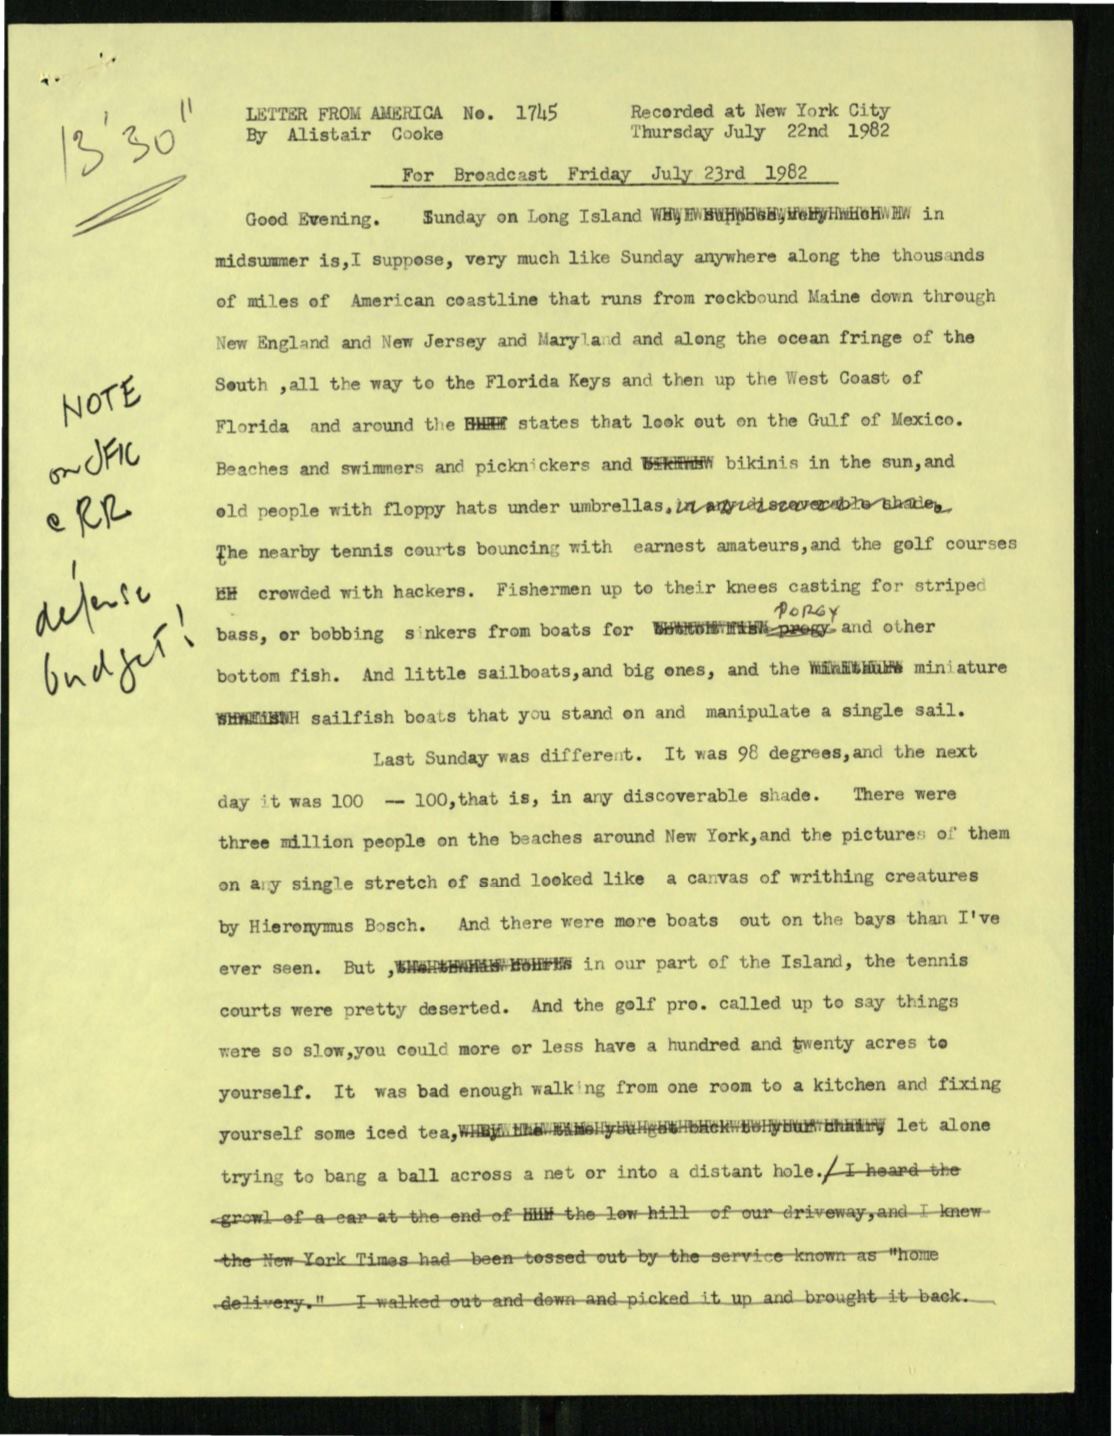 13'30"
LETTER FROM AMERICA No. 1745 Recorded at New York City
By Alistair Cooke Thursday July 22nd 1982
For Broadcast Friday July 23rd 1982
Good Evening. Sunday on Long Island in
midsummer is,I suppose, very much like Sunday anywhere along the thousands
of miles of American coastline that runs from rockbound Maine down through
New England and New Jersey and Maryland and along the ocean fringe of the
South ,all the way to the Florida Keys and then up the West Coast of
Florida and around the states that look out on the Gulf of Mexico.
Beaches and swimmers and picknickers and bikinis in the sun,and
old people with floppy hats under umbrellas, in any discoverable shade.
The nearby tennis courts bouncing with earnest amateurs,and the golf courses
crowded with hackers. Fishermen up to their knees casting for striped
PORGY
bass, or bobbing sinkers from boats for bottom fish progy and other
bottom fish. And little sailboats,and big ones, and the miniature
sailfish boats that you stand on and manipulate a single sail.
NOTE
on JFK
e RR
defense
budget!
Last Sunday was different. It was 98 degrees,and the next
day it was 100 -- 100,that is, in any discoverable shade. There were
three million people on the beaches around New York,and the pictures of them
on any single stretch of sand looked like a canvas of writhing creatures
by Hieronymus Bosch. And there were more boats out on the bays than I've
ever seen. But , in our part of the Island, the tennis
courts were pretty deserted. And the golf pro. called up to say things
were so slow,you could more or less have a hundred and twenty acres to
yourself. It was bad enough walking from one room to a kitchen and fixing
yourself some iced tea, let alone
trying to bang a ball across a net or into a distant hole./ I heard the
growl of a car at the end of the low hill of our driveway,and I knew
the New York Times had been tossed out by the service known as "home
delivery." I walked out and down and picked it up and brought it back.